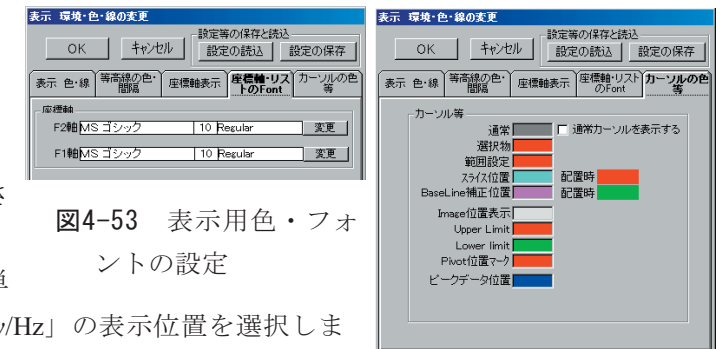 表示 環境・色・線の変更
設定等の保存と読込
OK キャンセル 設定の読込 設定の保存
表示 色・線 等高線の色・間隔 座標軸表示 座標軸・リストのFont カーソルの色等
座標軸
F2軸 MS ゴシック 10 Regular 変更
F1軸 MS ゴシック 10 Regular 変更
図4-53 表示用色・フォ
ントの設定
/Hz」の表示位置を選択しま
表示 環境・色・線の変更
設定等の保存と読込
OK キャンセル 設定の読込 設定の保存
表示 色・線 等高線の色・間隔 座標軸表示 座標軸・リストのFont カーソルの色等
カーソル等
通常 通常カーソルを表示する
選択物
範囲設定
スライス位置 配置時
BaseLine補正位置 配置時
Image位置表示
Upper Limit
Lower limit
Pivot位置マーク
ピークデータ位置